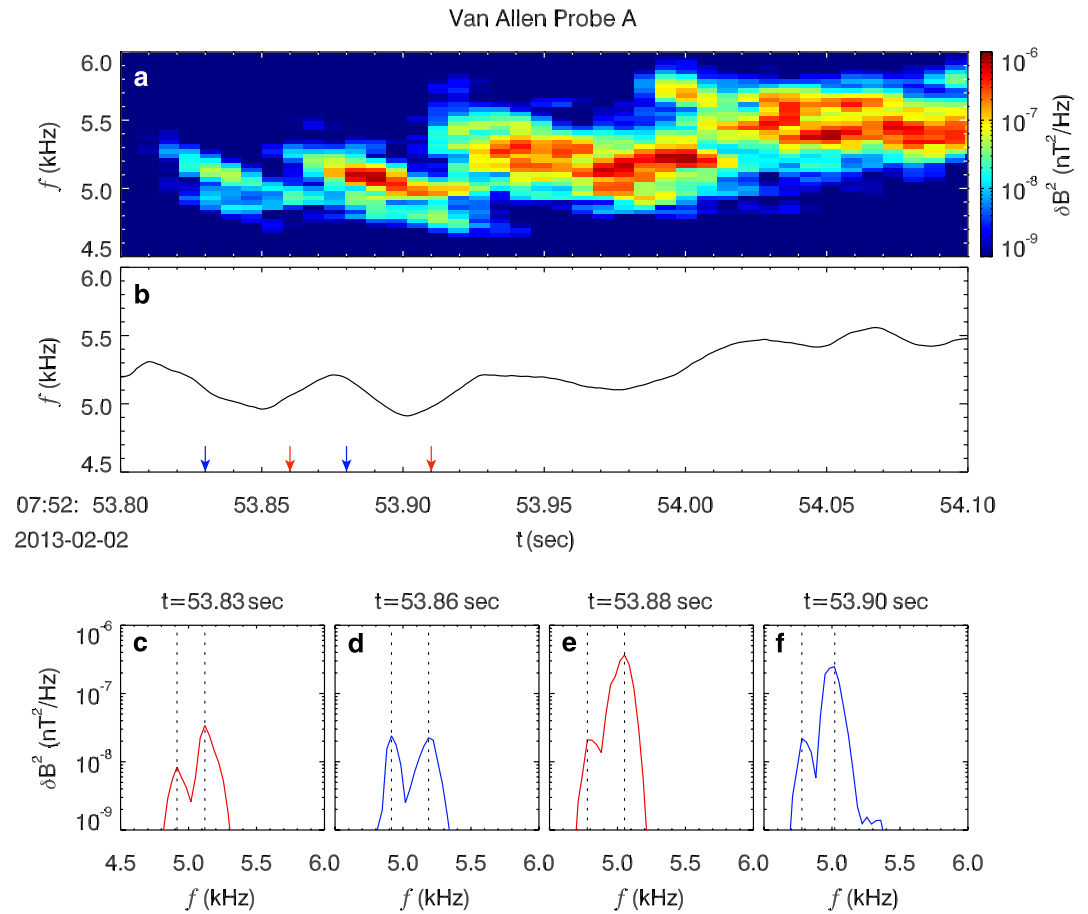 Van Allen Probe A
a
6.0
5.5
5.0
4.5
f (kHz)
10^-6
10^-7
10^-8
10^-9
δB² (nT²/Hz)
b
6.0
5.5
5.0
4.5
f (kHz)
07:52: 53.80 53.85 53.90 53.95 54.00 54.05 54.10
2013-02-02 t (sec)
t=53.83 sec t=53.86 sec t=53.88 sec t=53.90 sec
c d e f
10^-6
10^-7
10^-8
10^-9
δB² (nT²/Hz)
4.5 5.0 5.5 6.0 5.0 5.5 6.0 5.0 5.5 6.0 5.0 5.5 6.0
f (kHz) f (kHz) f (kHz) f (kHz)